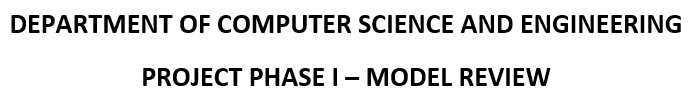 DEPARTMENT OF COMPUTER SCIENCE AND ENGINEERING
PROJECT PHASE I – MODEL REVIEW